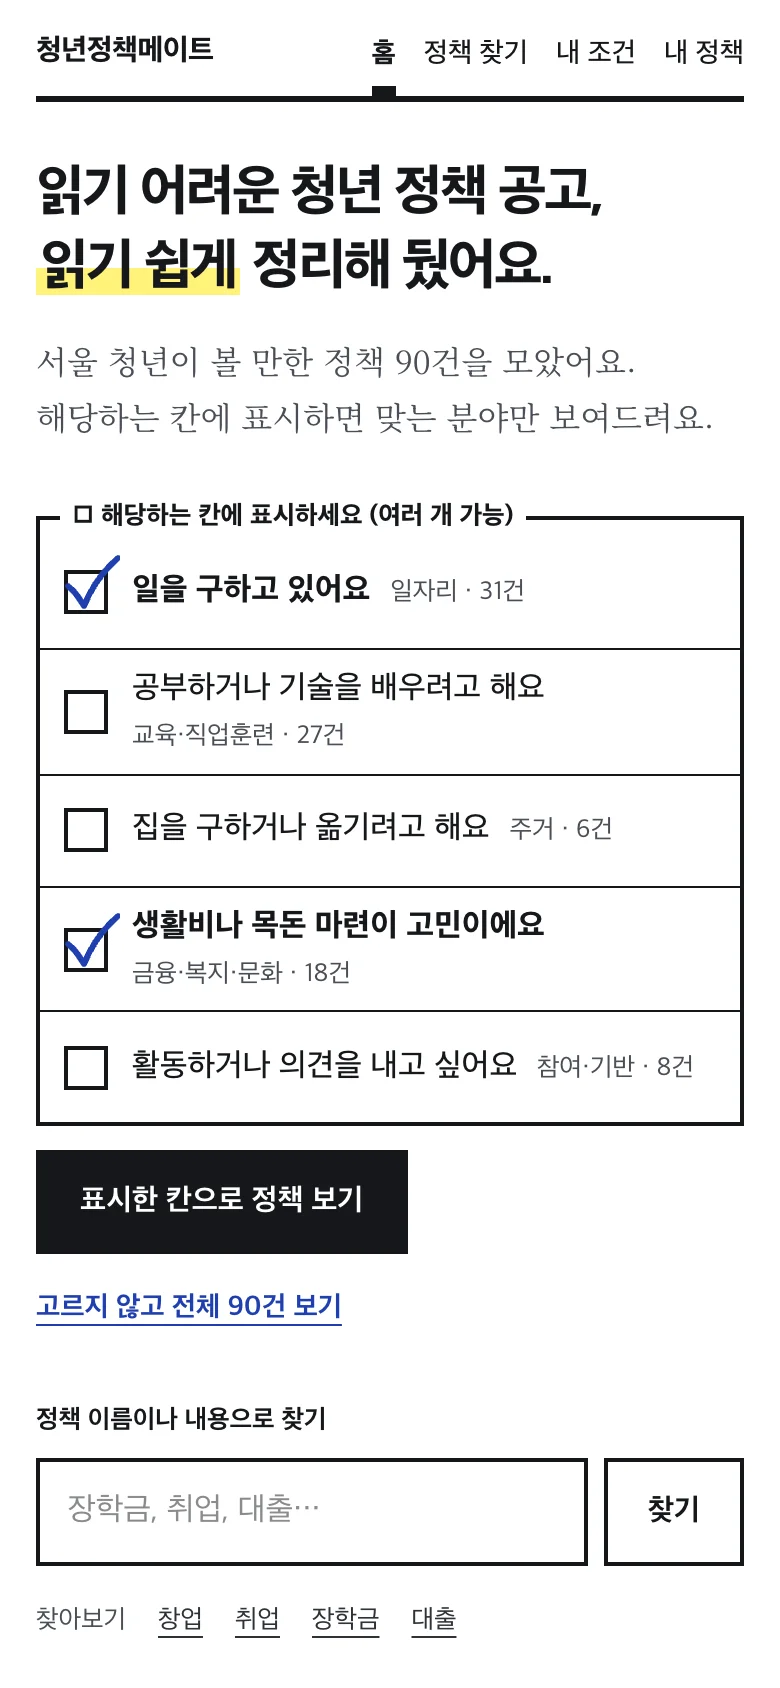 청년정책메이트
홈 정책 찾기 내 조건 내 정책
읽기 어려운 청년 정책 공고,
읽기 쉽게 정리해 뒀어요.
서울 청년이 볼 만한 정책 90건을 모았어요.
해당하는 칸에 표시하면 맞는 분야만 보여드려요.
해당하는 칸에 표시하세요 (여러 개 가능)
일을 구하고 있어요 일자리 · 31건
공부하거나 기술을 배우려고 해요
교육·직업훈련 · 27건
집을 구하거나 옮기려고 해요 주거 · 6건
생활비나 목돈 마련이 고민이에요
금융·복지·문화 · 18건
활동하거나 의견을 내고 싶어요 참여·기반 · 8건
표시한 칸으로 정책 보기
고르지 않고 전체 90건 보기
정책 이름이나 내용으로 찾기
장학금, 취업, 대출…
찾기
찾아보기 창업 취업 장학금 대출